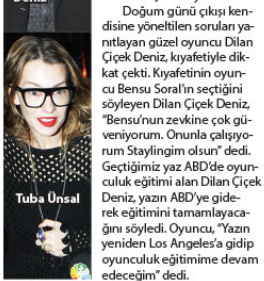 Deniz
Doğum günü çıkışı ken-
disine yöneltilen soruları ya-
nıtlayan güzel oyuncu Dilan
Çiçek Deniz, kıyafetiyle dik-
kat çekti. Kıyafetinin oyun-
cu Bensu Soral’ın seçtiğini
söyleyen Dilan Çiçek Deniz,
“Bensu’nun zevkine çok gü-
veniyorum. Onunla çalışıyo-
rum Staylingim olsun” dedi.
Geçtiğimiz yaz ABD’de oyun-
culuk eğitimi alan Dilan Çiçek
Deniz, yazın ABD’ye gide-
rek eğitimini tamamlayaca-
ğını söyledi. Oyuncu, “Yazın
yeniden Los Angeles’a gidip
oyunculuk eğitimime devam
edeceğim” dedi.
Tuba Ünsal